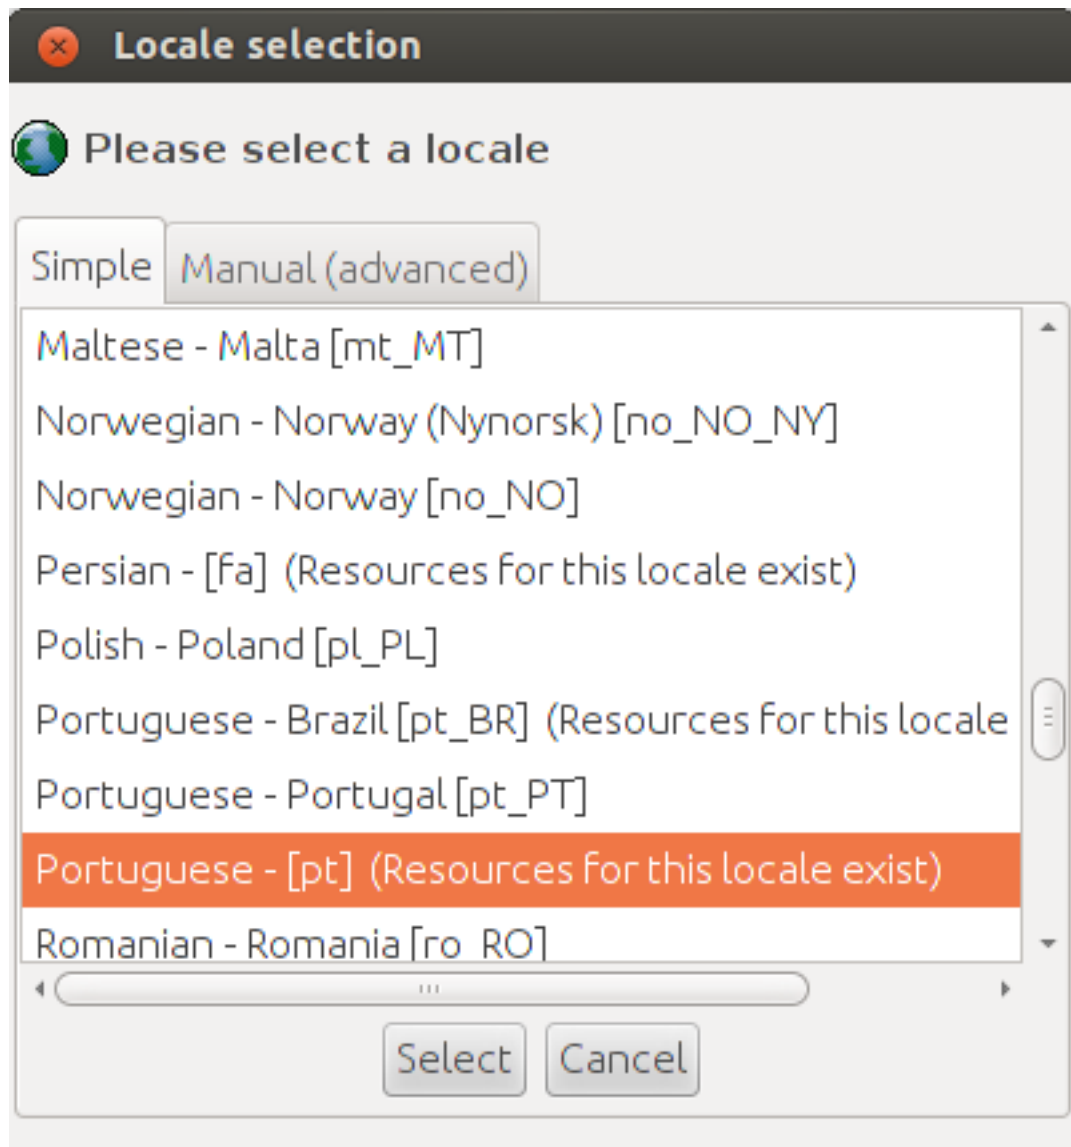 Locale selection
Please select a locale
Simple
Manual (advanced)
Maltese - Malta [mt_MT]
Norwegian - Norway (Nynorsk) [no_NO_NY]
Norwegian - Norway [no_NO]
Persian - [fa] (Resources for this locale exist)
Polish - Poland [pl_PL]
Portuguese - Brazil [pt_BR] (Resources for this locale
Portuguese - Portugal [pt_PT]
Portuguese - [pt] (Resources for this locale exist)
Romanian - Romania [ro_RO]
Select
Cancel